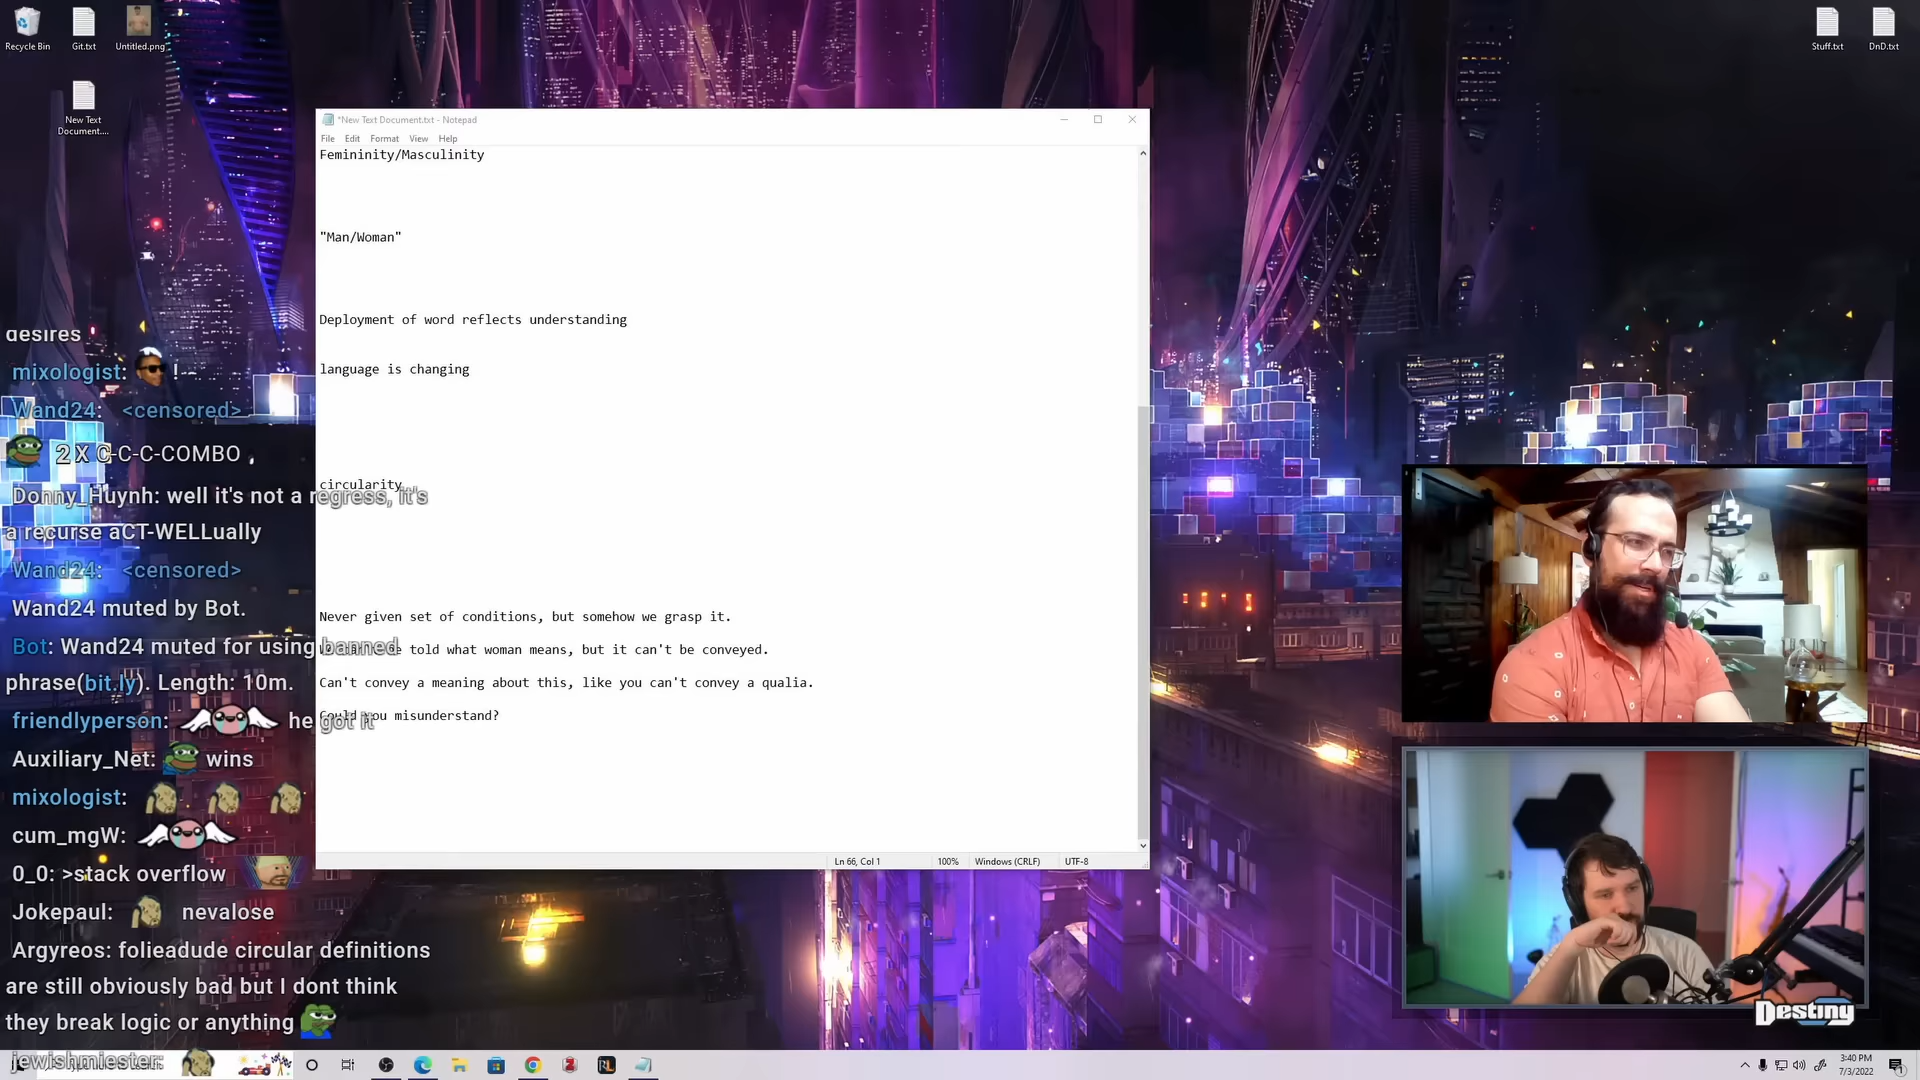 Recycle Bin
Git.txt
Untitled.png
New Text
Document....
Stuff.txt
DnD.txt
*New Text Document.txt - Notepad
File Edit Format View Help
Femininity/Masculinity
"Man/Woman"
Deployment of word reflects understanding
language is changing
circularity
Never given set of conditions, but somehow we grasp it.
told what woman means, but it can't be conveyed.
Can't convey a meaning about this, like you can't convey a qualia.
Could you misunderstand?
Ln 66, Col 1
100%
Windows (CRLF)
UTF-8
desires
mixologist: !
Wand24: <censored>
2 X C-C-C-COMBO
Donny_Huynh: well it's not a regress, it's
a recurse aCT-WELLually
Wand24: <censored>
Wand24 muted by Bot.
Bot: Wand24 muted for using banned
phrase(bit.ly). Length: 10m.
friendlyperson: he got it
Auxiliary_Net: wins
mixologist:
cum_mgW:
0_0: >stack overflow
Jokepaul: nevalose
Argyreos: folieadude circular definitions
are still obviously bad but I dont think
they break logic or anything
jewishmiester:
Destiny
3:40 PM
7/3/2022